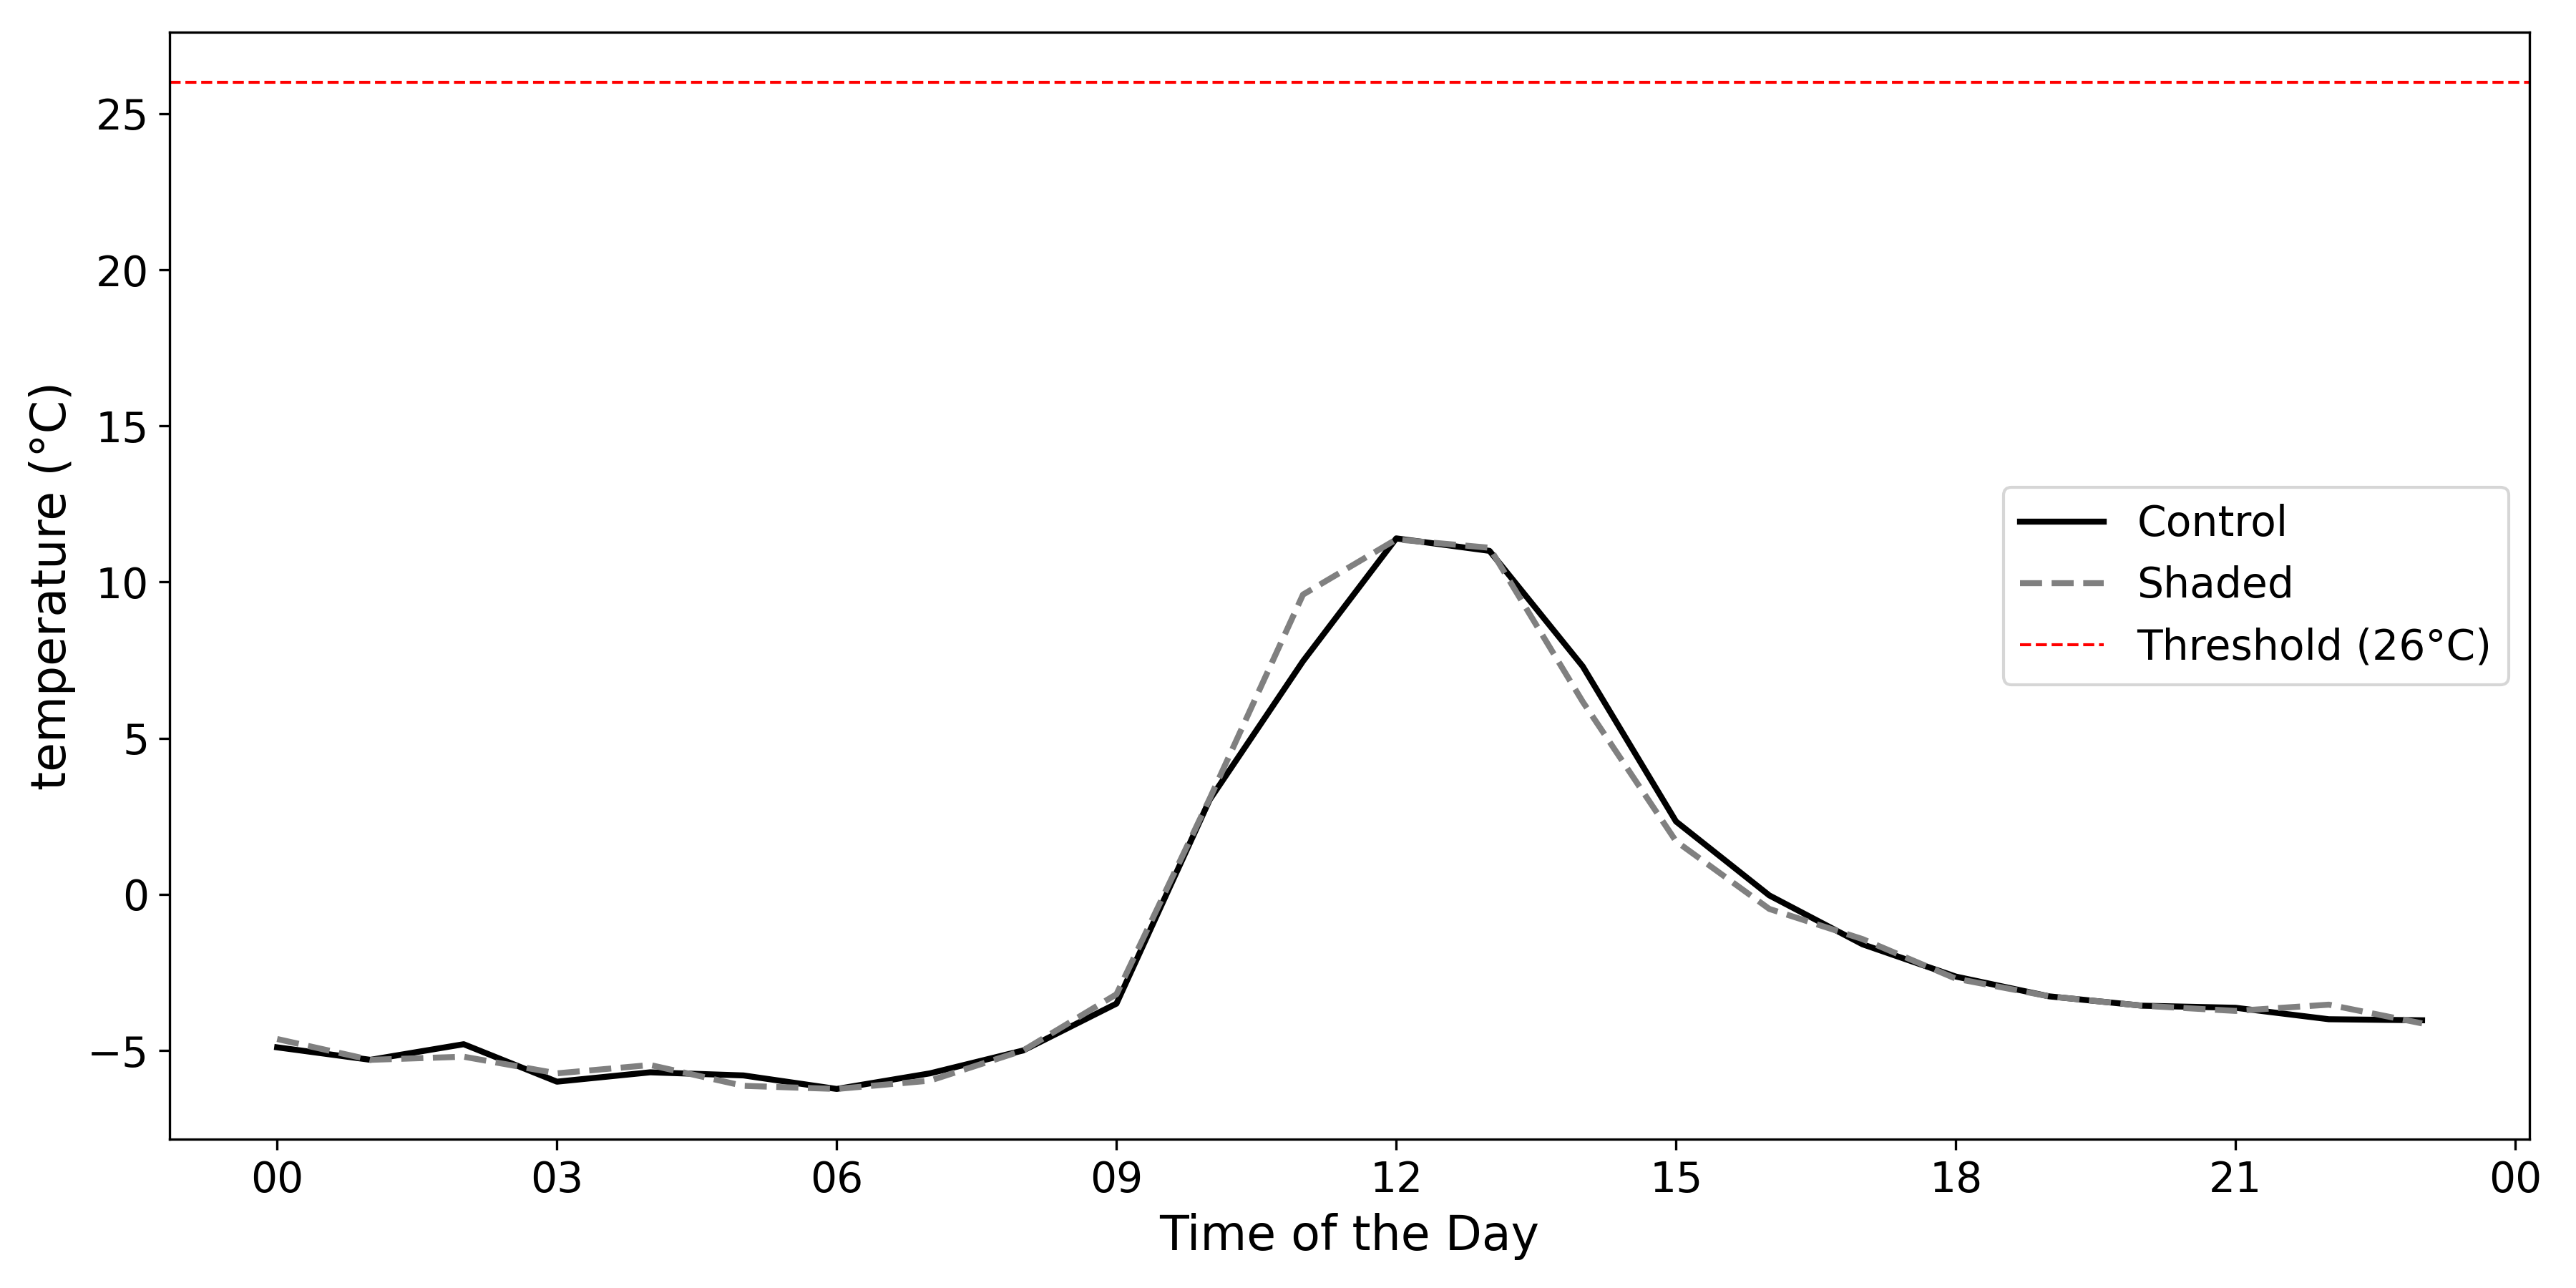 25
20
15
10
5
0
−5
temperature (°C)
Control
Shaded
Threshold (26°C)
00 03 06 09 12 15 18 21 00
Time of the Day